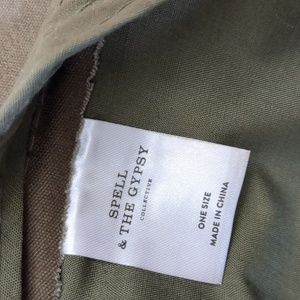 SPELL
& THE GYPSY
COLLECTIVE
ONE SIZE
MADE IN CHINA